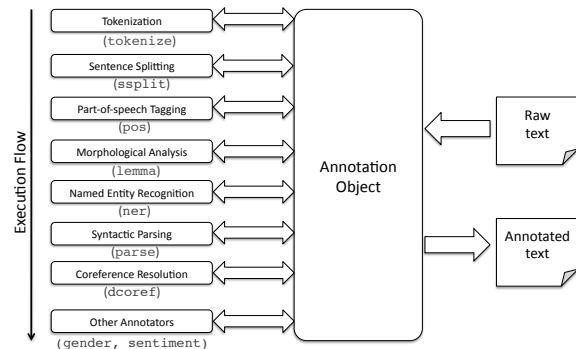 Execution Flow
Tokenization
(tokenize)
Sentence Splitting
(ssplit)
Part-of-speech Tagging
(pos)
Morphological Analysis
(lemma)
Named Entity Recognition
(ner)
Syntactic Parsing
(parse)
Coreference Resolution
(dcoref)
Other Annotators
(gender, sentiment)
Annotation
Object
Raw
text
Annotated
text